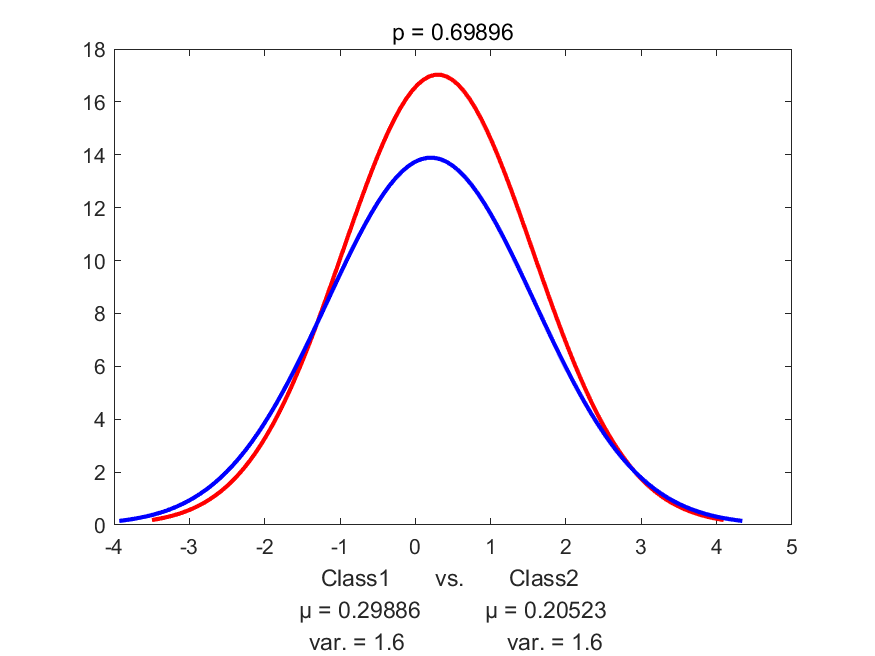 p = 0.69896
18
16
14
12
10
8
6
4
2
0
-4 -3 -2 -1 0 1 2 3 4 5
Class1 vs. Class2
μ = 0.29886 μ = 0.20523
var. = 1.6 var. = 1.6